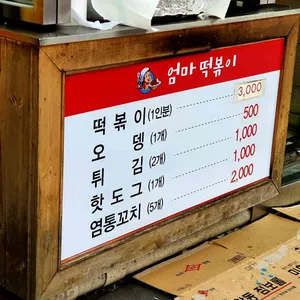 엄마 떡볶이
떡볶이(1인분) 3,000
오뎅(1개) 500
튀김(2개) 1,000
핫도그(1개) 1,000
염통꼬치(5개) 2,000